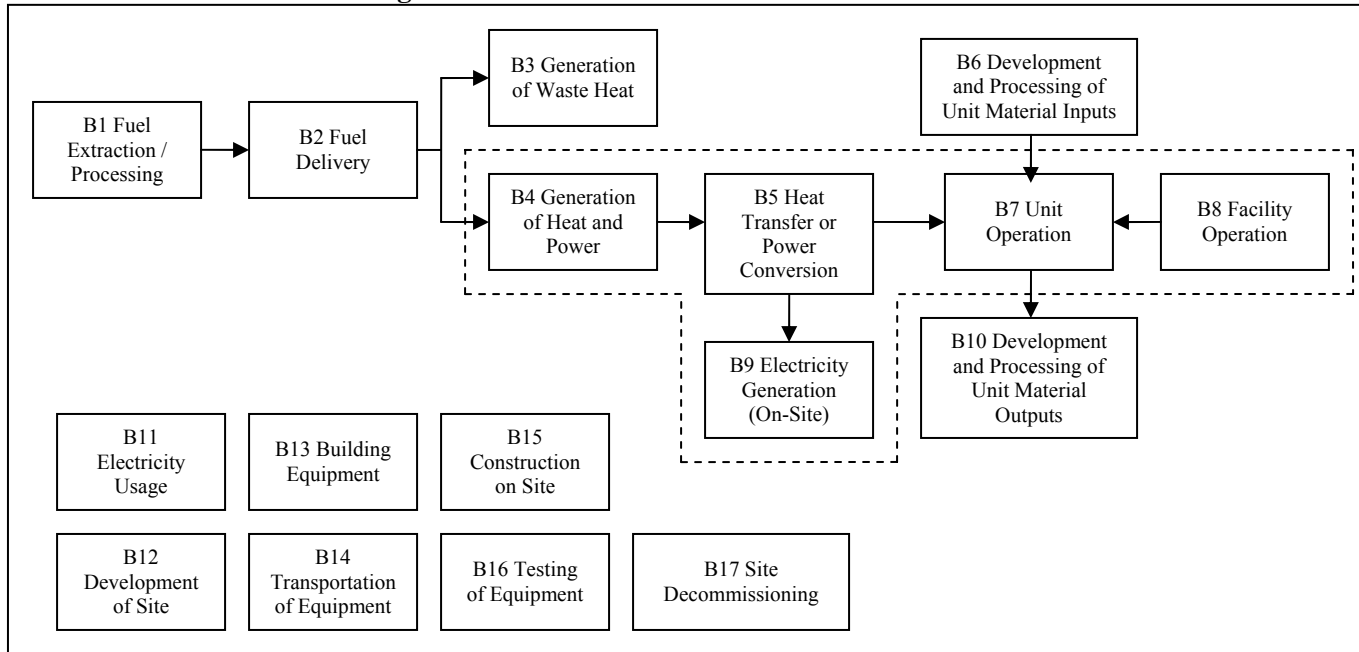 B3 Generation
of Waste Heat
B6 Development
and Processing of
Unit Material Inputs
B1 Fuel
Extraction /
Processing
B2 Fuel
Delivery
B4 Generation
of Heat and
Power
B5 Heat
Transfer or
Power
Conversion
B7 Unit
Operation
B8 Facility
Operation
B9 Electricity
Generation
(On-Site)
B10 Development
and Processing of
Unit Material
Outputs
B11
Electricity
Usage
B13 Building
Equipment
B15
Construction
on Site
B12
Development
of Site
B14
Transportation
of Equipment
B16 Testing
of Equipment
B17 Site
Decommissioning